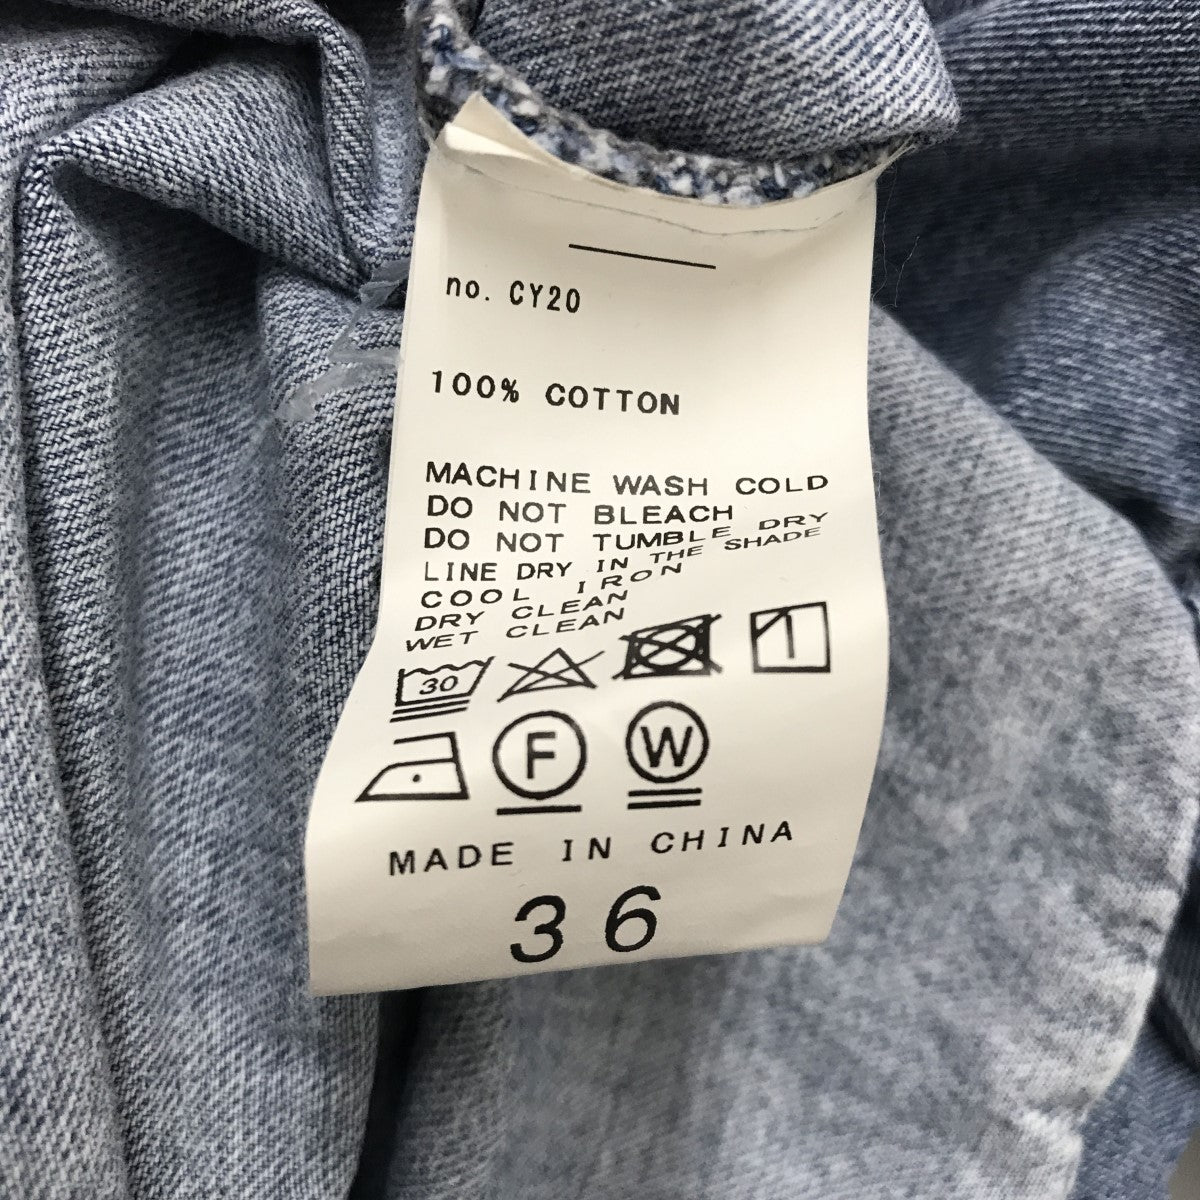 no. CY20
100% COTTON
MACHINE WASH COLD
DO NOT BLEACH
DO NOT TUMBLE DRY
LINE DRY IN THE SHADE
COOL IRON
DRY CLEAN
WET CLEAN
30
F W
MADE IN CHINA
36